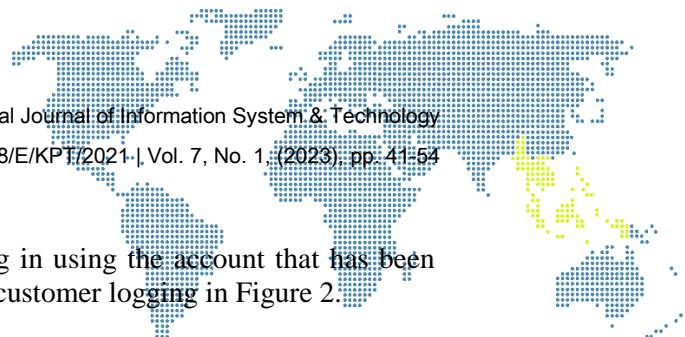 al Journal of Information System & Technology
8/E/KPT/2021 | Vol. 7, No. 1, (2023), pp. 41-54
g in using the account that has been
customer logging in Figure 2.